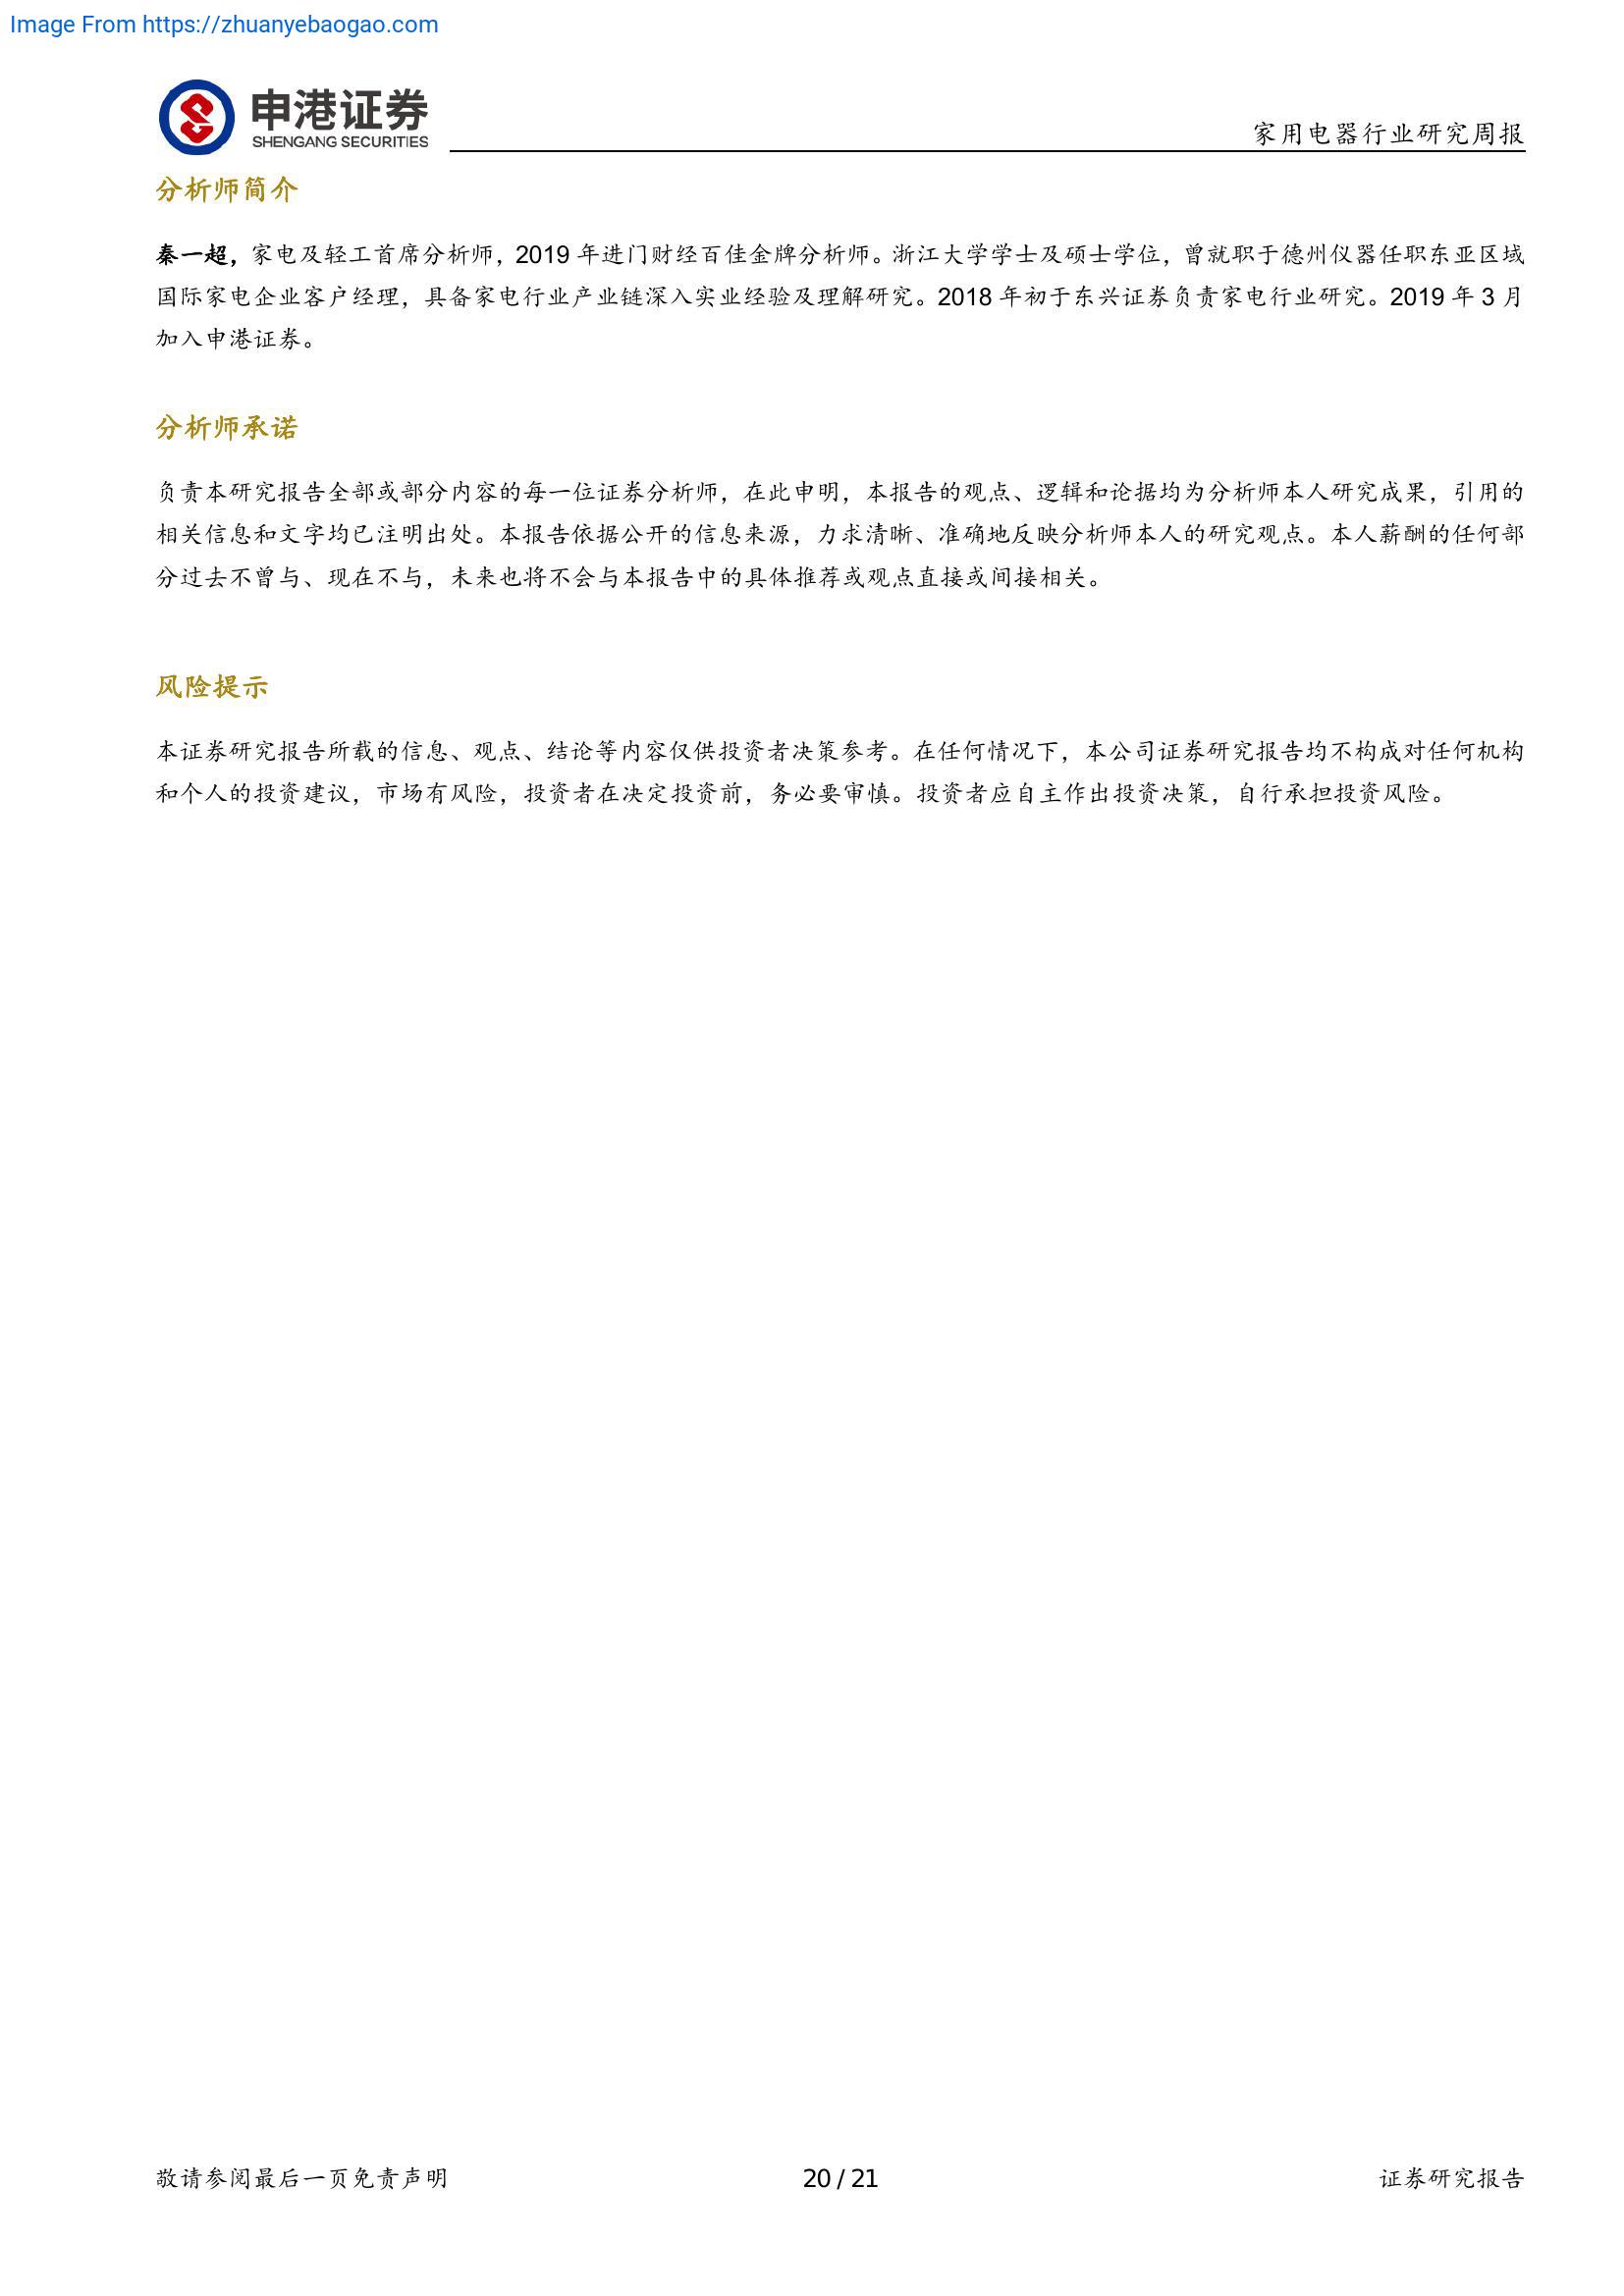 Image From https://zhuanyebaogao.com
申港证券
SHENGANG SECURITIES
家用电器行业研究周报
分析师简介
秦一超，家电及轻工首席分析师，2019 年进门财经百佳金牌分析师。浙江大学学士及硕士学位，曾就职于德州仪器任职东亚区域
国际家电企业客户经理，具备家电行业产业链深入实业经验及理解研究。2018 年初于东兴证券负责家电行业研究。2019 年 3 月
加入申港证券。
分析师承诺
负责本研究报告全部或部分内容的每一位证券分析师，在此申明，本报告的观点、逻辑和论据均为分析师本人研究成果，引用的
相关信息和文字均已注明出处。本报告依据公开的信息来源，力求清晰、准确地反映分析师本人的研究观点。本人薪酬的任何部
分过去不曾与、现在不与，未来也将不会与本报告中的具体推荐或观点直接或间接相关。
风险提示
本证券研究报告所载的信息、观点、结论等内容仅供投资者决策参考。在任何情况下，本公司证券研究报告均不构成对任何机构
和个人的投资建议，市场有风险，投资者在决定投资前，务必要审慎。投资者应自主作出投资决策，自行承担投资风险。
敬请参阅最后一页免责声明
20 / 21
证券研究报告